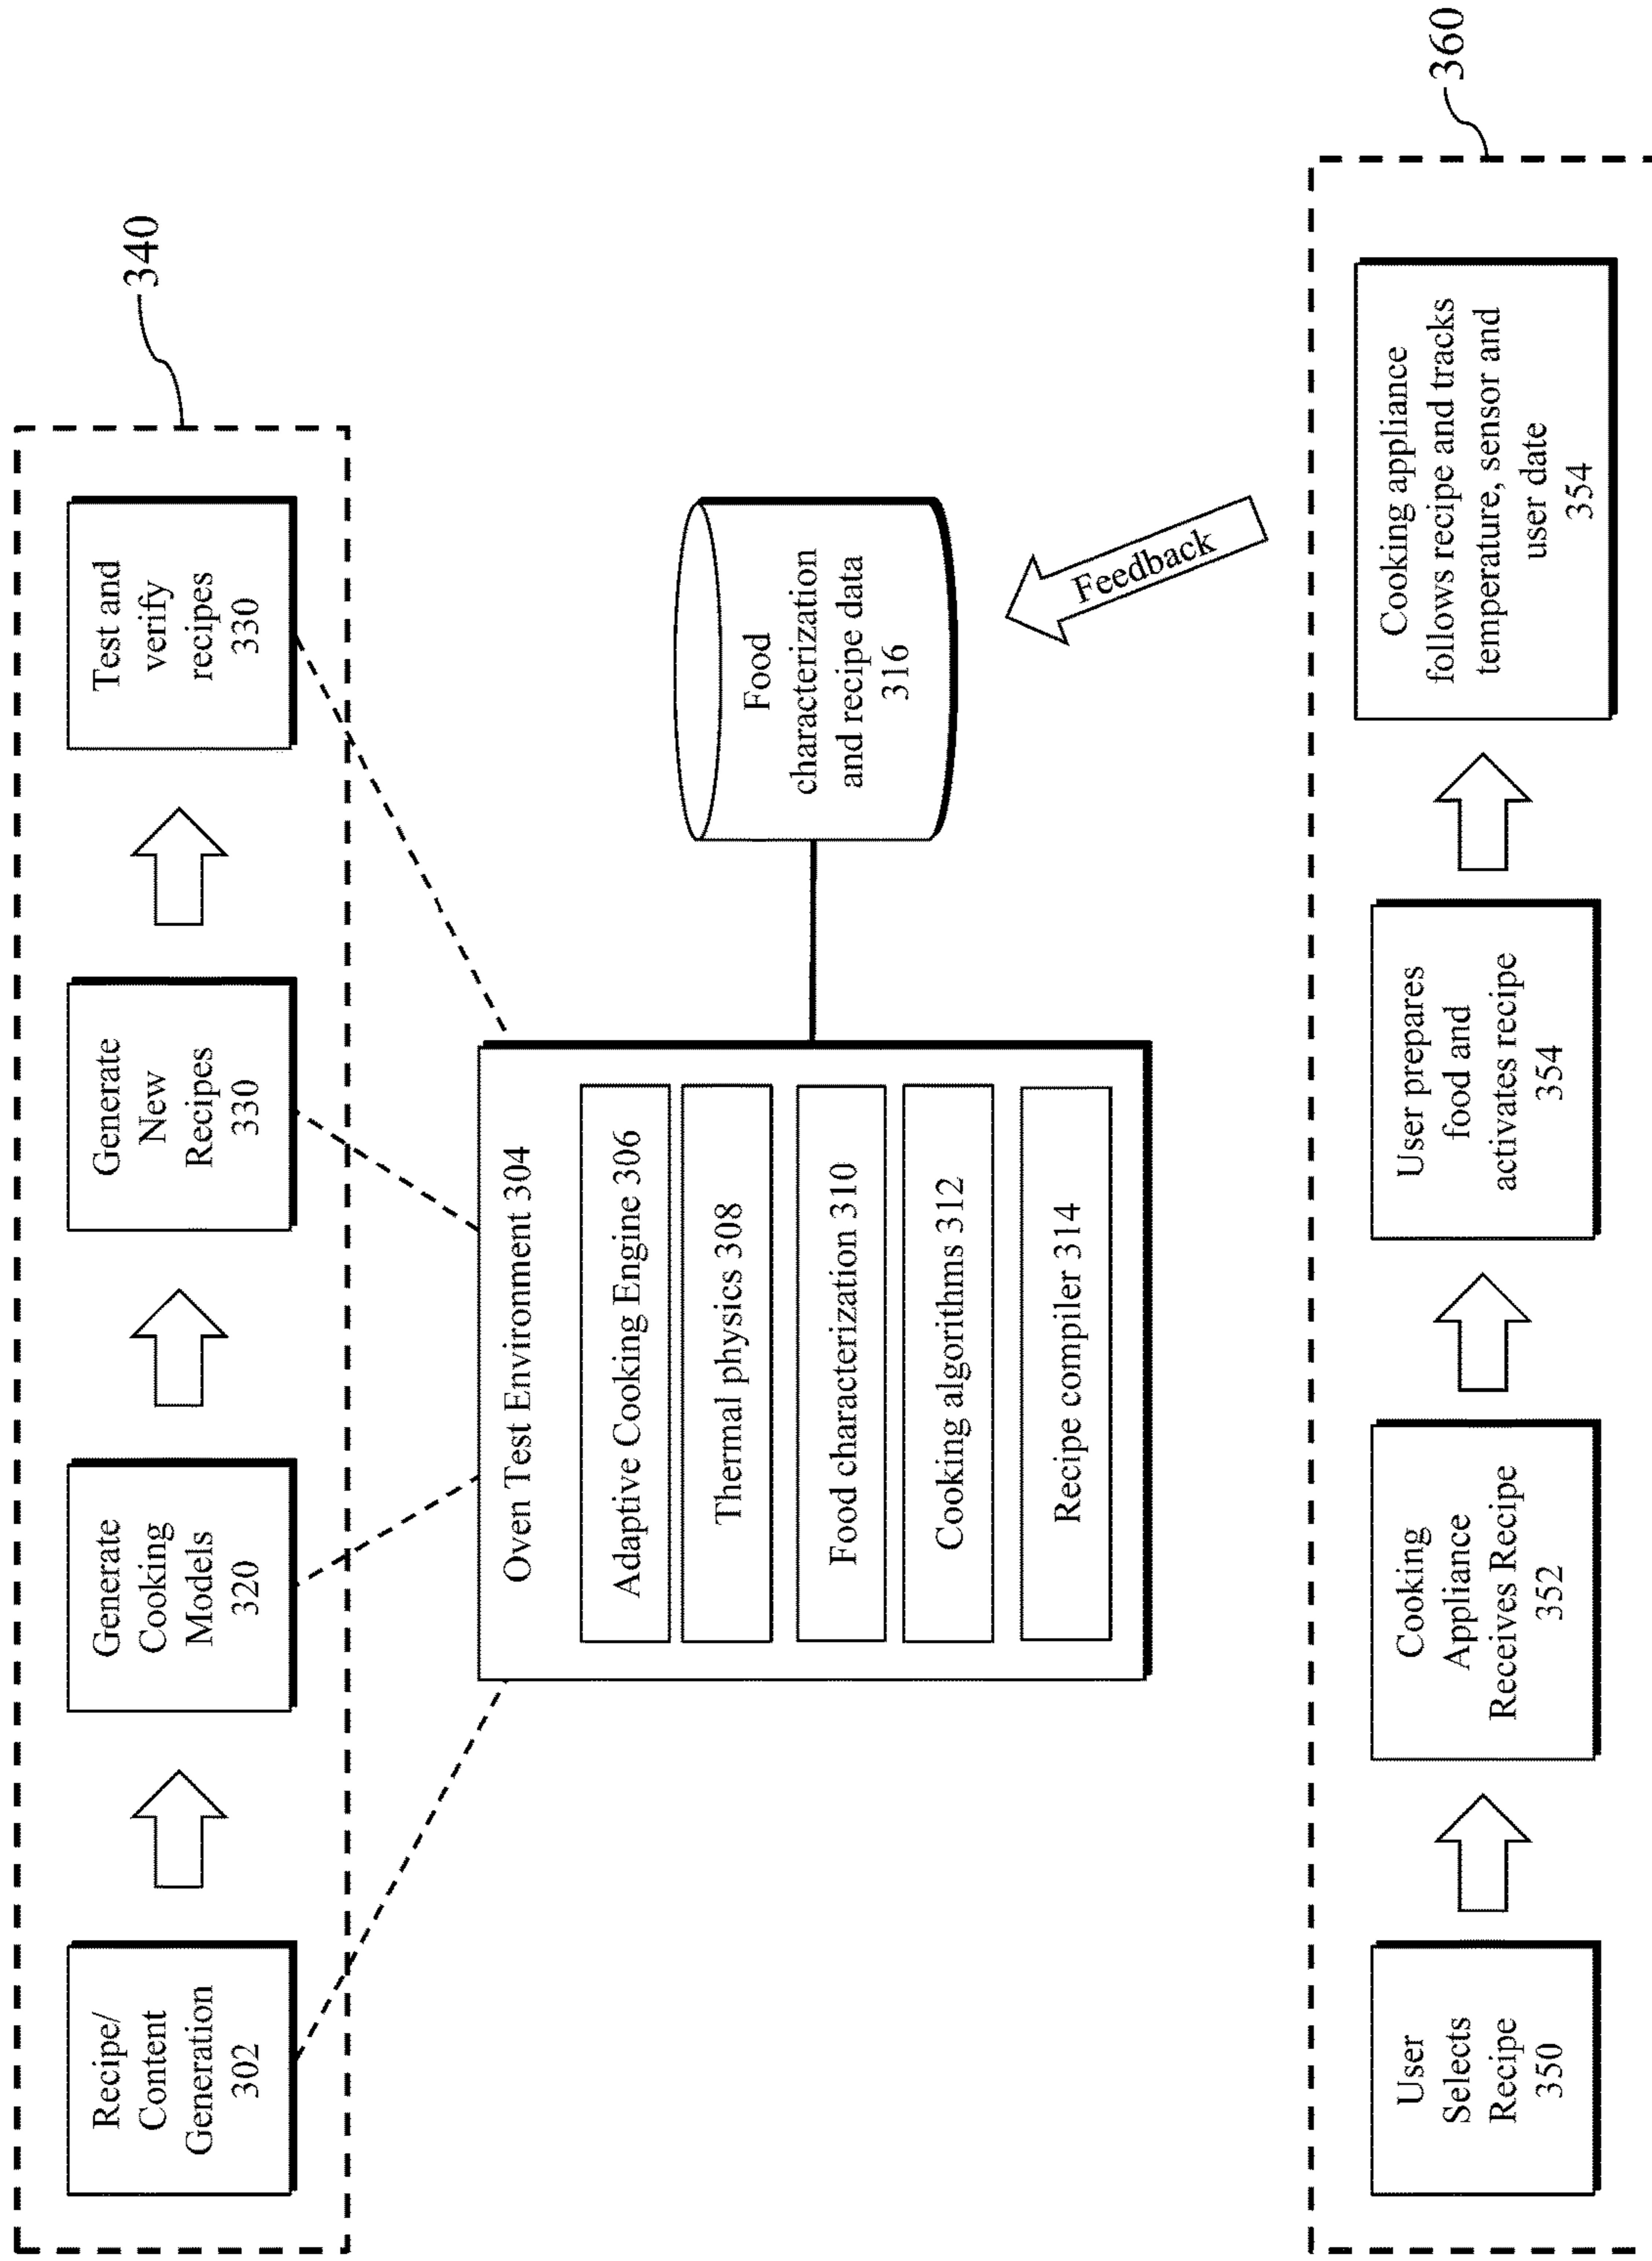 340
Recipe/
Content
Generation
302
Generate
Cooking
Models
320
Generate
New
Recipes
330
Test and
verify
recipes
330
Oven Test Environment 304
Adaptive Cooking Engine 306
Thermal physics 308
Food characterization 310
Cooking algorithms 312
Recipe compiler 314
Food
characterization
and recipe data
316
Feedback
360
User
Selects
Recipe
350
Cooking
Appliance
Receives Recipe
352
User prepares
food and
activates recipe
354
Cooking appliance
follows recipe and tracks
temperature, sensor and
user date
354